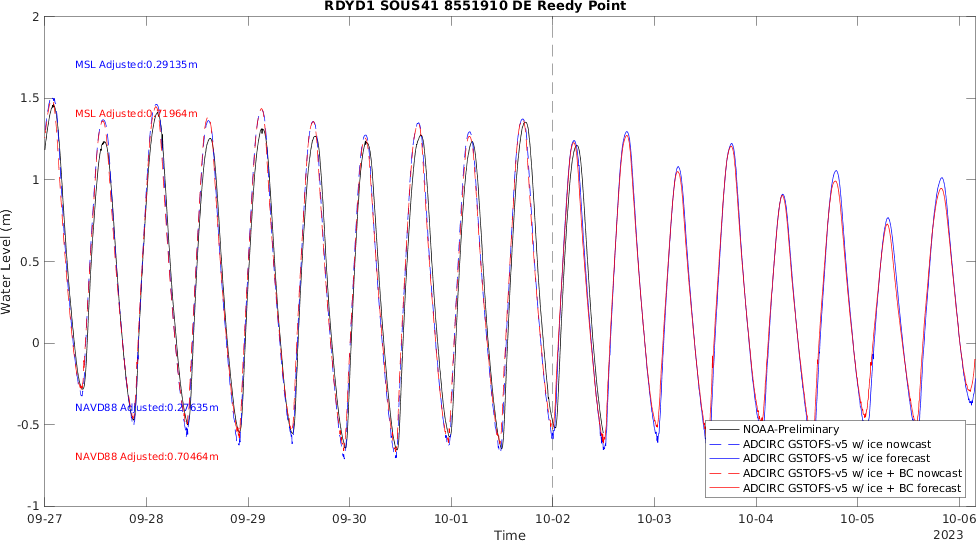 RDYD1 SOUS41 8551910 DE Reedy Point
2
1.5
1
0.5
0
-0.5
-1
Water Level (m)
MSL Adjusted:0.29135m
MSL Adjusted:0.71964m
NAVD88 Adjusted:0.27635m
NAVD88 Adjusted:0.70464m
NOAA-Preliminary
ADCIRC GSTOFS-v5 w/ ice nowcast
ADCIRC GSTOFS-v5 w/ ice forecast
ADCIRC GSTOFS-v5 w/ ice + BC nowcast
ADCIRC GSTOFS-v5 w/ ice + BC forecast
09-27 09-28 09-29 09-30 10-01 10-02 10-03 10-04 10-05 10-06
Time
2023